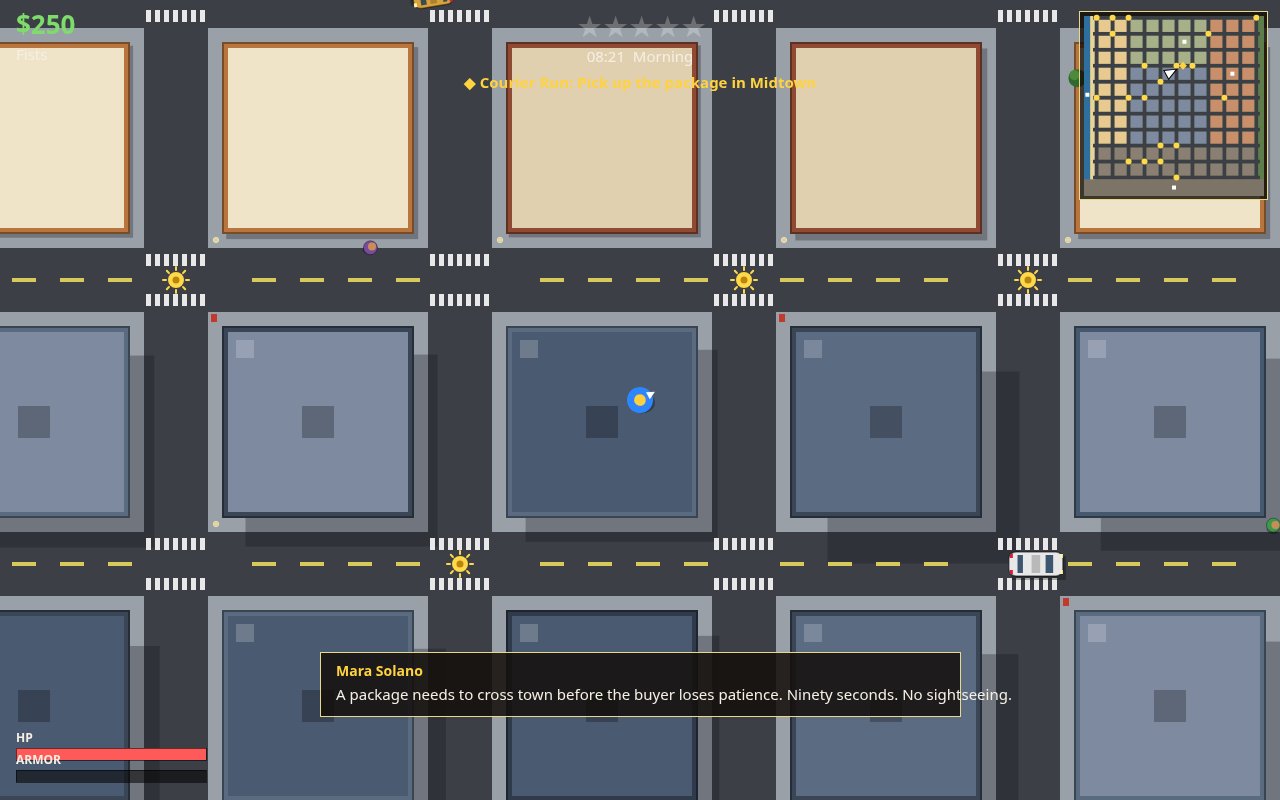 $250
Fists
08:21 Morning
◆ Courier Run: Pick up the package in Midtown
Mara Solano
A package needs to cross town before the buyer loses patience. Ninety seconds. No sightseeing.
HP
ARMOR